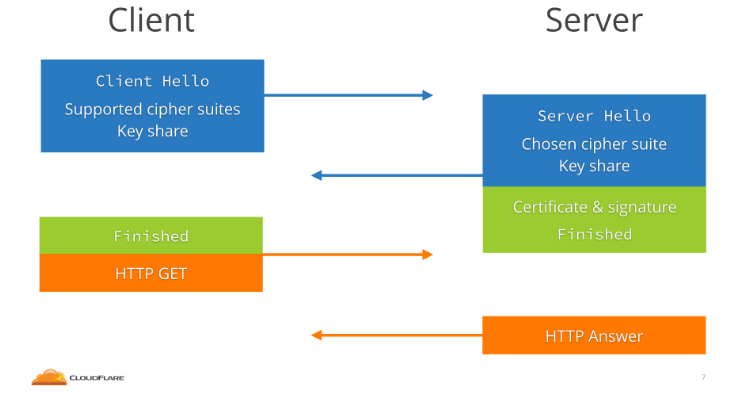 Client
Server
Client Hello
Supported cipher suites
Key share
Server Hello
Chosen cipher suite
Key share
Certificate & signature
Finished
Finished
HTTP GET
HTTP Answer
CLOUDFLARE
7